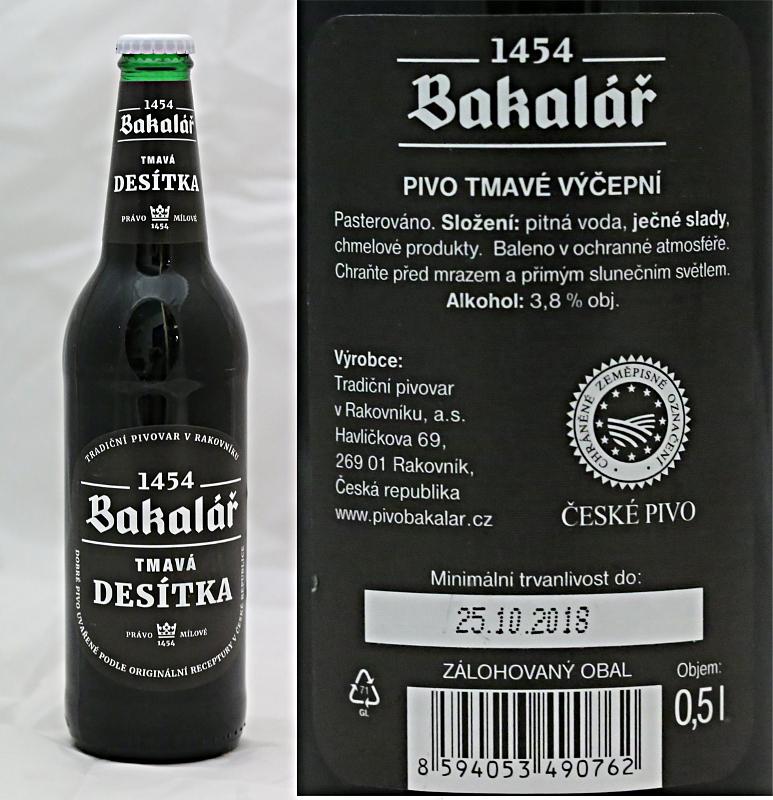 1454
Bakalář
TMAVÁ
DESÍTKA
PRÁVO MÍLOVÉ
1454
TRADIČNÍ PIVOVAR V RAKOVNÍKU
1454
Bakalář
TMAVÁ
DESÍTKA
PRÁVO MÍLOVÉ
1454
DOBRÉ PIVO UVAŘENÉ PODLE ORIGINÁLNÍ RECEPTURY V ČESKÉ REPUBLICE
1454
Bakalář
PIVO TMAVÉ VÝČEPNÍ
Pasterováno. Složení: pitná voda, ječné slady,
chmelové produkty. Baleno v ochranné atmosféře.
Chraňte před mrazem a přímým slunečním světlem.
Alkohol: 3,8 % obj.
Výrobce:
Tradiční pivovar
v Rakovníku, a.s.
Havlíčkova 69,
269 01 Rakovník,
Česká republika
www.pivobakalar.cz
CHRÁNĚNÉ ZEMĚPISNÉ OZNAČENÍ
ČESKÉ PIVO
Minimální trvanlivost do:
25.10.2018
ZÁLOHOVANÝ OBAL
Objem:
0,5 l
71
GL
8 594053 490762